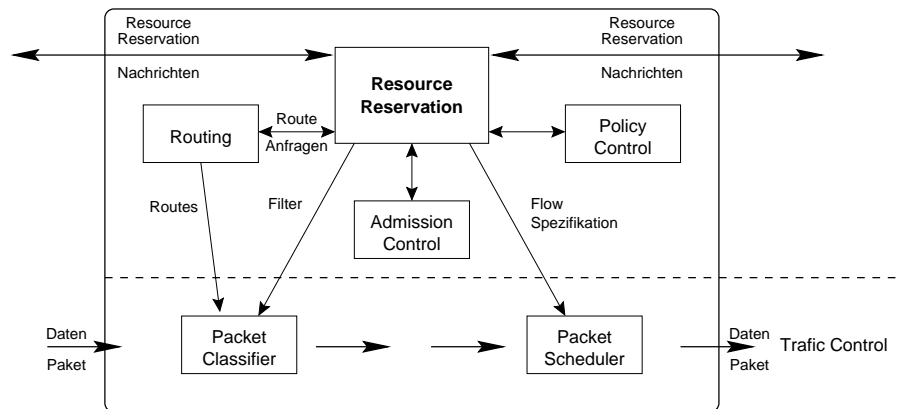 Resource
Reservation
Nachrichten
Resource
Reservation
Nachrichten
Resource
Reservation
Routing
Route
Anfragen
Policy
Control
Routes
Filter
Admission
Control
Flow
Spezifikation
Daten
Paket
Packet
Classifier
Packet
Scheduler
Daten
Paket
Trafic Control